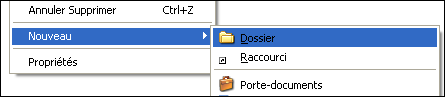 Annuler Supprimer Ctrl+Z
Nouveau
Dossier
Raccourci
Propriétés
Porte-documents